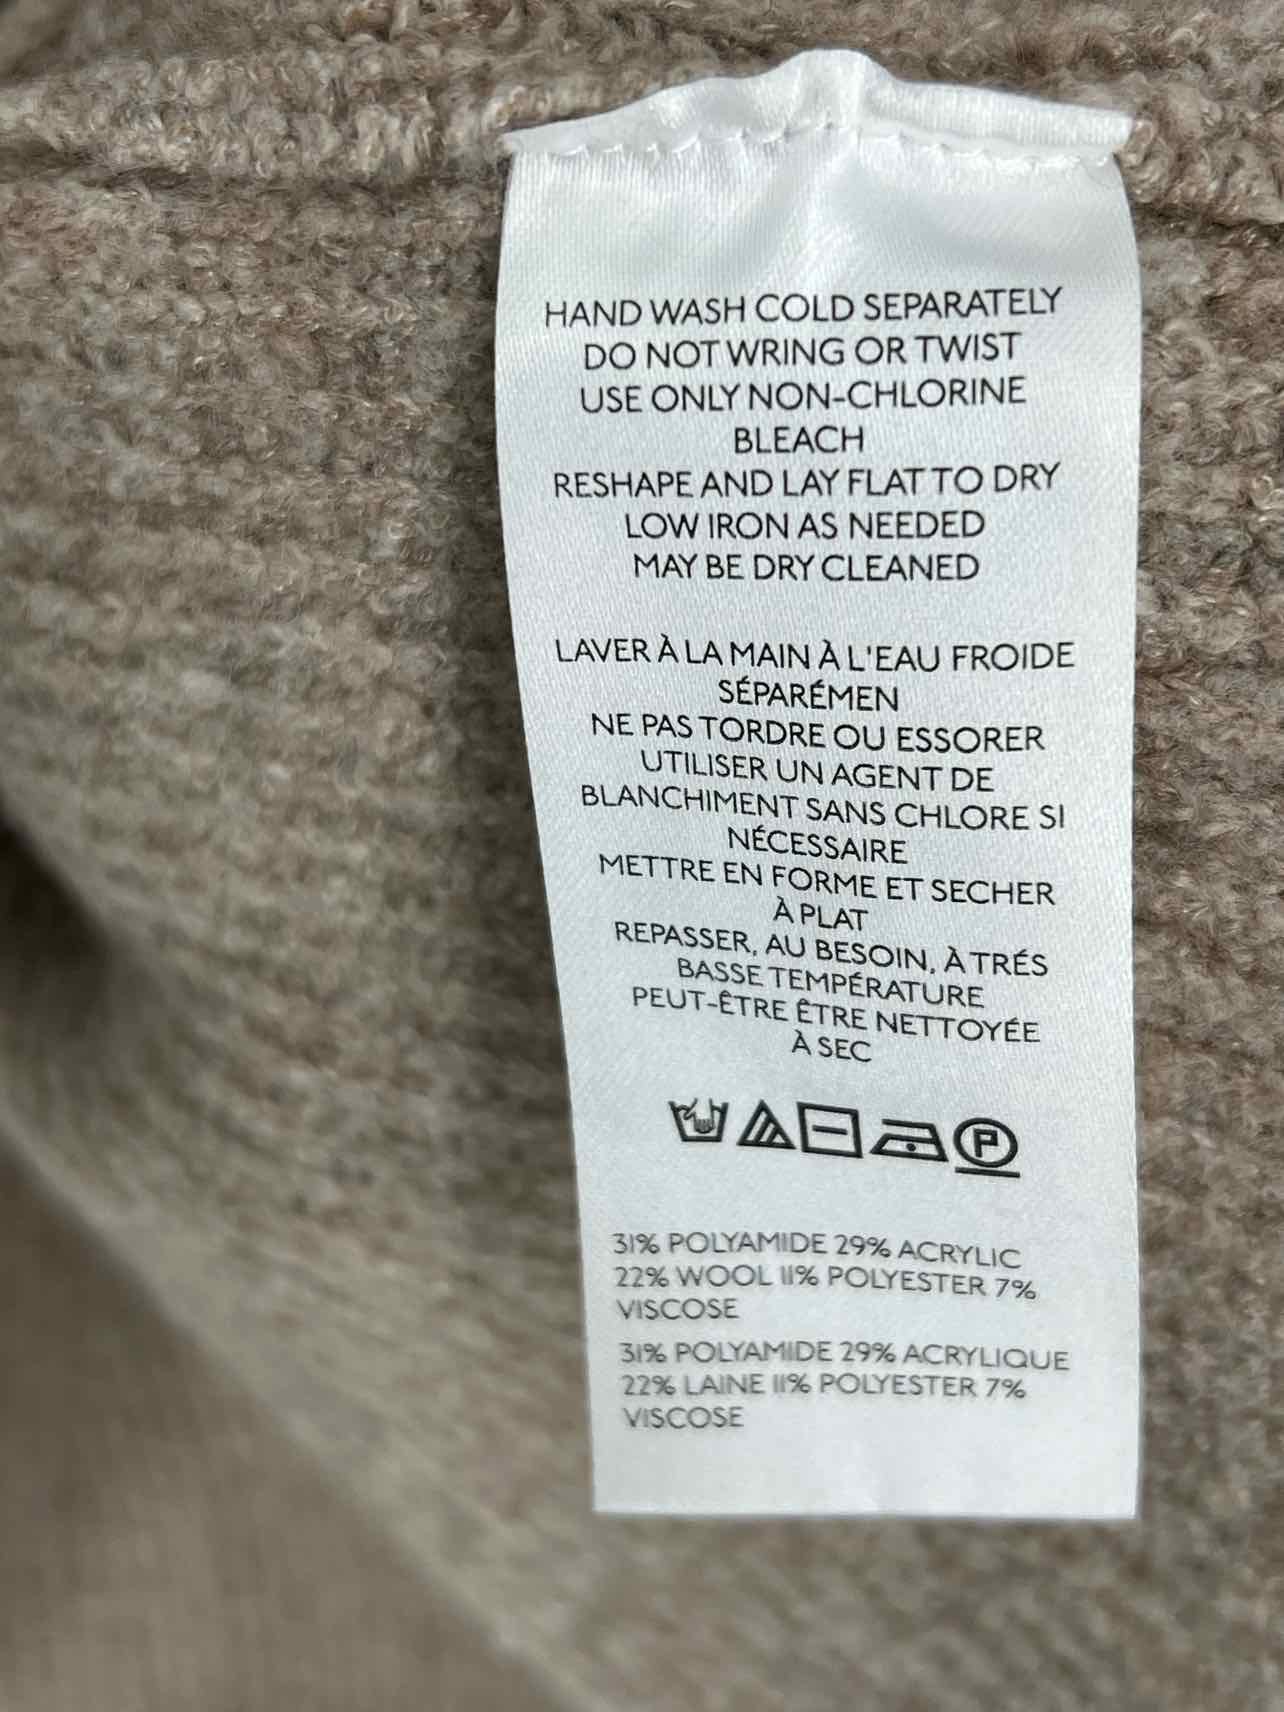 HAND WASH COLD SEPARATELY
DO NOT WRING OR TWIST
USE ONLY NON-CHLORINE
BLEACH
RESHAPE AND LAY FLAT TO DRY
LOW IRON AS NEEDED
MAY BE DRY CLEANED
LAVER À LA MAIN À L'EAU FROIDE
SÉPARÉMEN
NE PAS TORDRE OU ESSORER
UTILISER UN AGENT DE
BLANCHIMENT SANS CHLORE SI
NÉCESSAIRE
METTRE EN FORME ET SECHER
À PLAT
REPASSER, AU BESOIN, À TRÉS
BASSE TEMPÉRATURE
PEUT-ÊTRE ÊTRE NETTOYÉE
À SEC
P
31% POLYAMIDE 29% ACRYLIC
22% WOOL 11% POLYESTER 7%
VISCOSE
31% POLYAMIDE 29% ACRYLIQUE
22% LAINE 11% POLYESTER 7%
VISCOSE